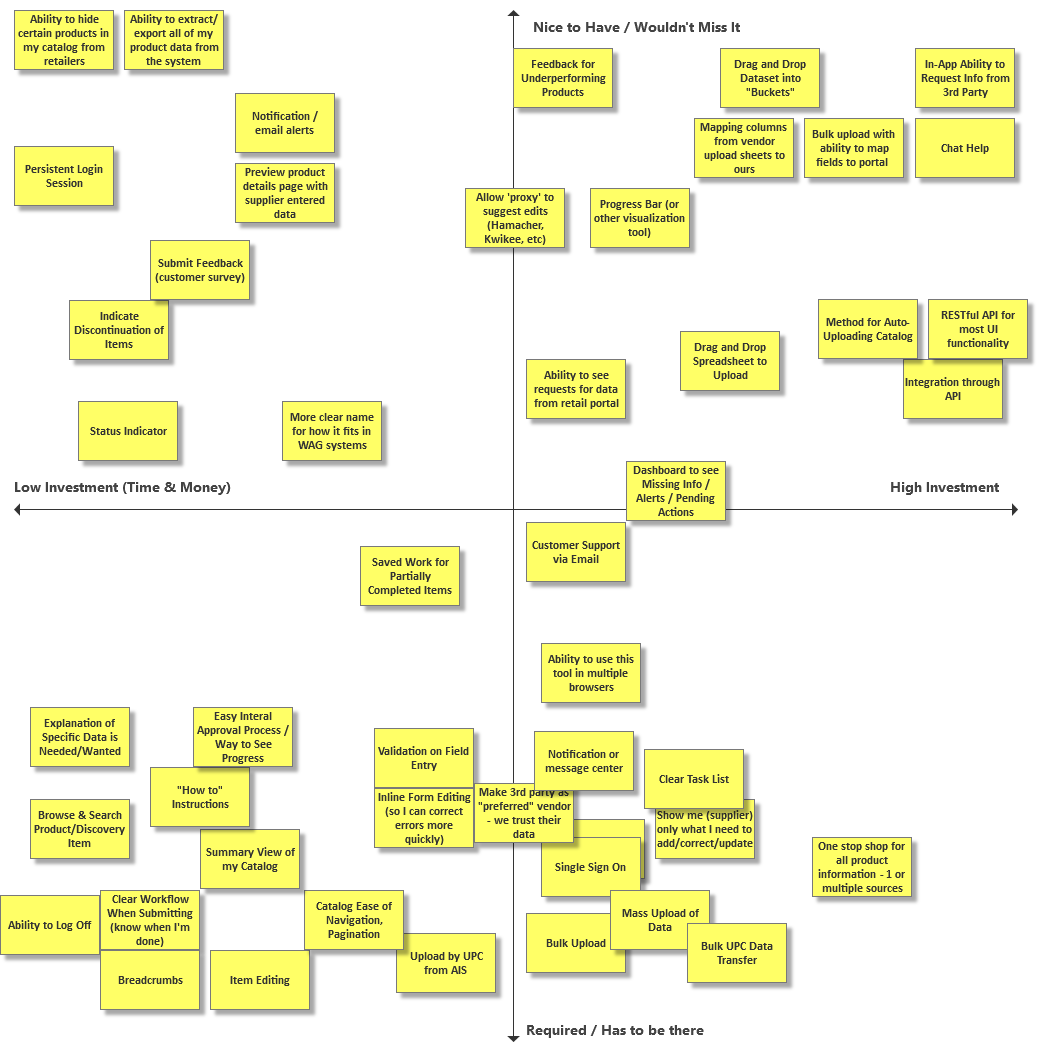 Ability to hide
certain products in
my catalog from
retailers
Ability to extract/
export all of my
product data from
the system
Nice to Have / Wouldn't Miss It
Feedback for
Underperforming
Products
Drag and Drop
Dataset into
"Buckets"
In-App Ability to
Request Info from
3rd Party
Notification /
email alerts
Mapping columns
from vendor
upload sheets to
ours
Bulk upload with
ability to map
fields to portal
Chat Help
Persistent Login
Session
Preview product
details page with
supplier entered
data
Allow 'proxy' to
suggest edits
(Hamacher,
Kwikee, etc)
Progress Bar (or
other visualization
tool)
Submit Feedback
(customer survey)
Indicate
Discontinuation of
Items
Method for Auto-
Uploading Catalog
RESTful API for
most UI
functionality
Drag and Drop
Spreadsheet to
Upload
Ability to see
requests for data
from retail portal
Integration through
API
Status Indicator
More clear name
for how it fits in
WAG systems
Dashboard to see
Missing Info /
Alerts / Pending
Actions
Low Investment (Time & Money)
High Investment
Customer Support
via Email
Saved Work for
Partially
Completed Items
Ability to use this
tool in multiple
browsers
Explanation of
Specific Data is
Needed/Wanted
Easy Interal
Approval Process /
Way to See
Progress
Validation on Field
Entry
Notification or
message center
Clear Task List
"How to"
Instructions
Inline Form Editing
(so I can correct
errors more
quickly)
Make 3rd party as
"preferred" vendor
- we trust their
data
Browse & Search
Product/Discovery
Item
Show me (supplier)
only what I need to
add/correct/update
Summary View of
my Catalog
Single Sign On
One stop shop for
all product
information - 1 or
multiple sources
Ability to Log Off
Clear Workflow
When Submitting
(know when I'm
done)
Catalog Ease of
Navigation,
Pagination
Mass Upload of
Data
Bulk Upload
Bulk UPC Data
Transfer
Upload by UPC
from AIS
Breadcrumbs
Item Editing
Required / Has to be there